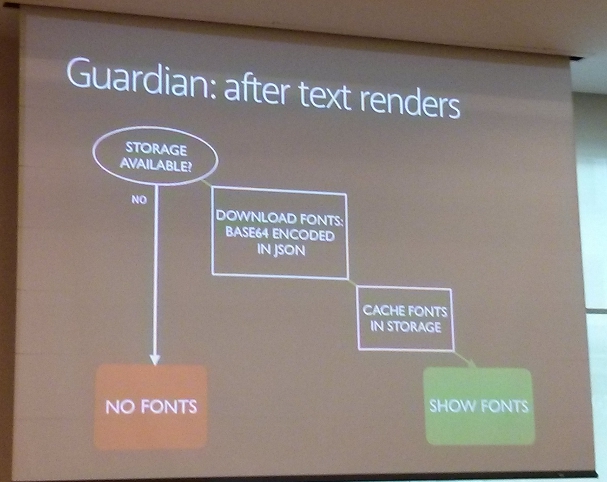 Guardian: after text renders
STORAGE
AVAILABLE?
NO
DOWNLOAD FONTS:
BASE64 ENCODED
IN JSON
CACHE FONTS
IN STORAGE
NO FONTS
SHOW FONTS